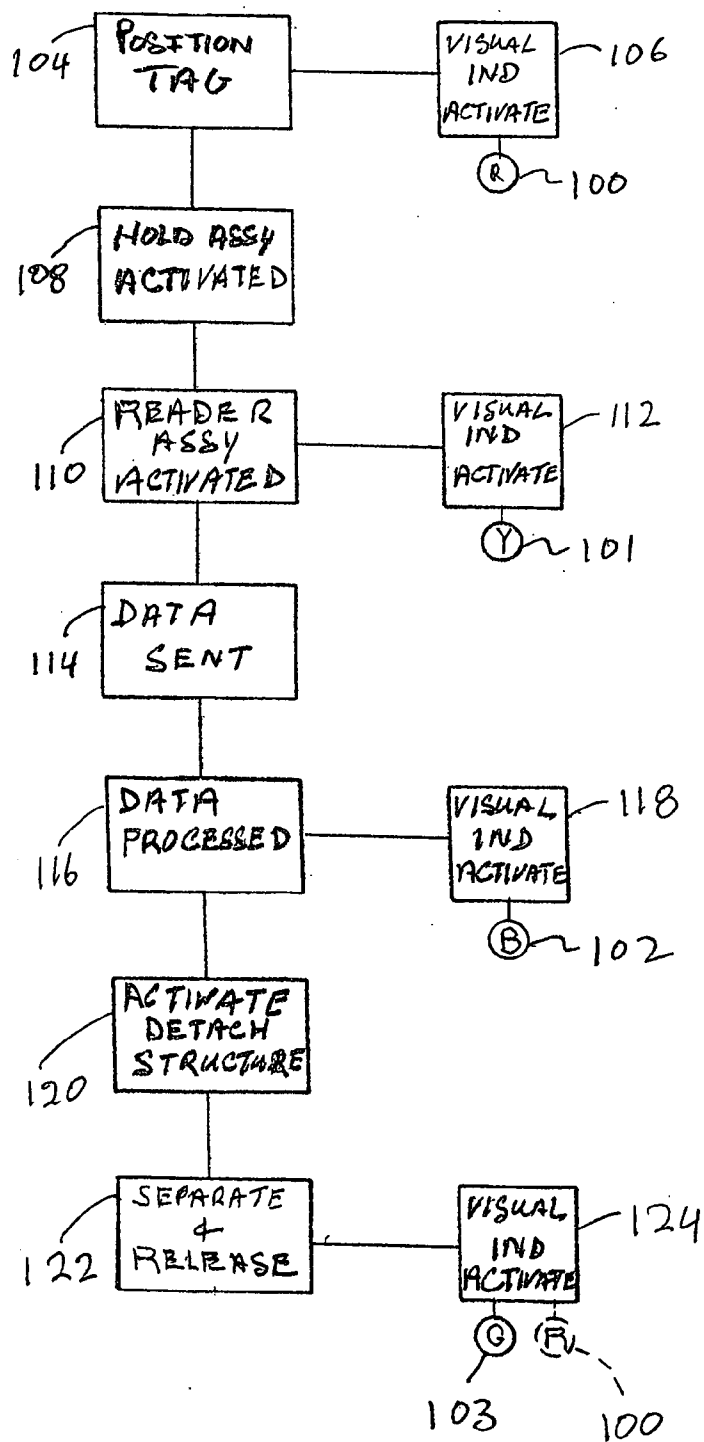 104
POSITION
TAG
VISUAL
IND
ACTIVATE
106
R
100
108
HOLD ASSY
ACTIVATED
110
READER
ASSY
ACTIVATED
VISUAL
IND
ACTIVATE
112
Y
101
114
DATA
SENT
116
DATA
PROCESSED
VISUAL
IND
ACTIVATE
118
B
102
120
ACTIVATE
DETACH
STRUCTURE
122
SEPARATE
&
RELEASE
VISUAL
IND
ACTIVATE
124
G
R
103
100